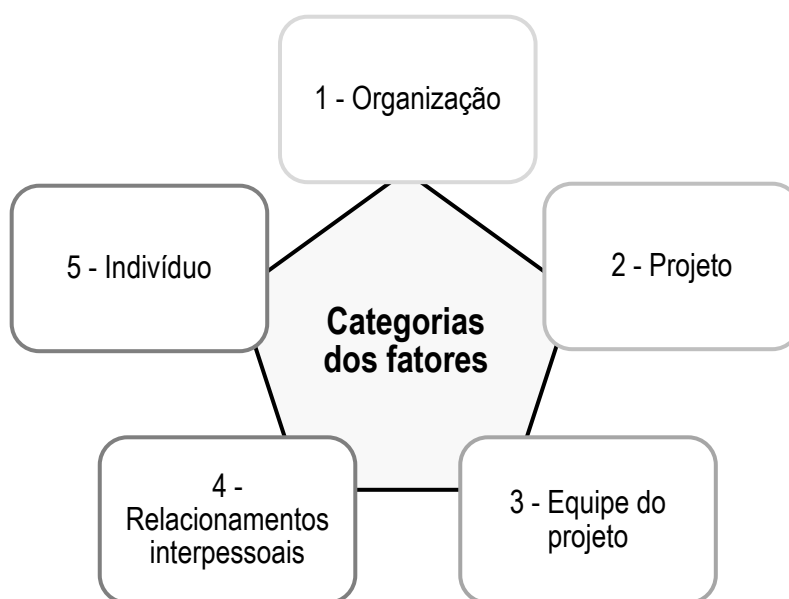 1 - Organização
5 - Indivíduo
2 - Projeto
Categorias
dos fatores
4 -
Relacionamentos
interpessoais
3 - Equipe do
projeto